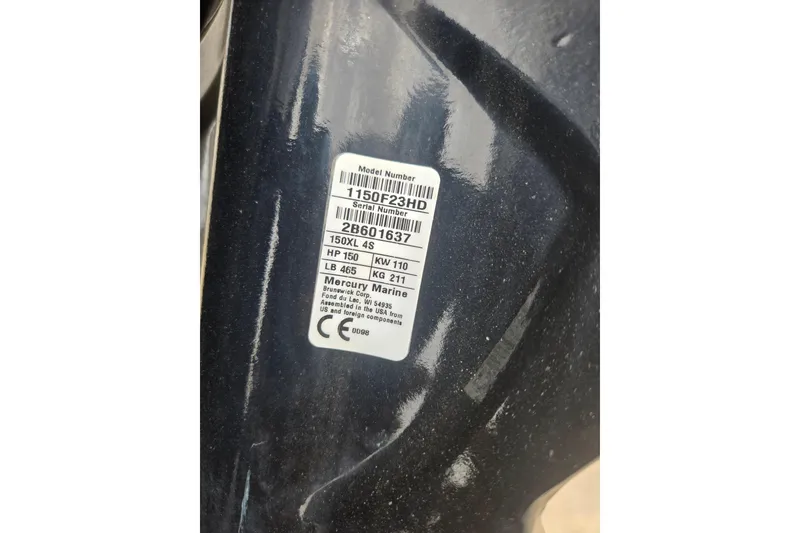 Model Number
1150F23HD
Serial Number
2B601637
150XL 4S
HP 150 KW 110
LB 465 KG 211
Mercury Marine
Brunswick Corp.
Fond du Lac, WI 54935
Assembled in the USA from
US and foreign components
CE 0098